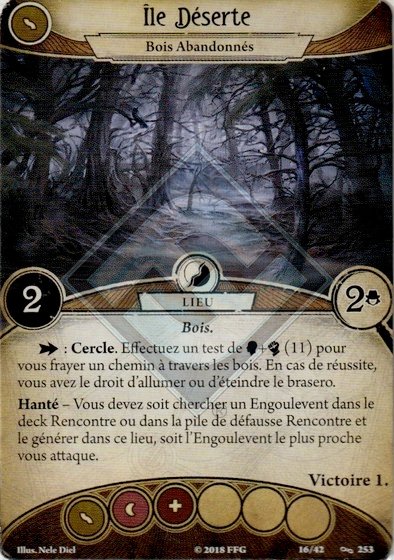 Île Déserte
Bois Abandonnés
2
2
LIEU
Bois.
: Cercle. Effectuez un test de + (11) pour
vous frayer un chemin à travers les bois. En cas de réussite,
vous avez le droit d'allumer ou d'éteindre le brasero.
Hanté – Vous devez soit chercher un Engoulevent dans le
deck Rencontre ou dans la pile de défausse Rencontre et
le générer dans ce lieu, soit l'Engoulevent le plus proche
vous attaque.
Victoire 1.
Illus. Nele Diel © 2018 FFG 16/42 253